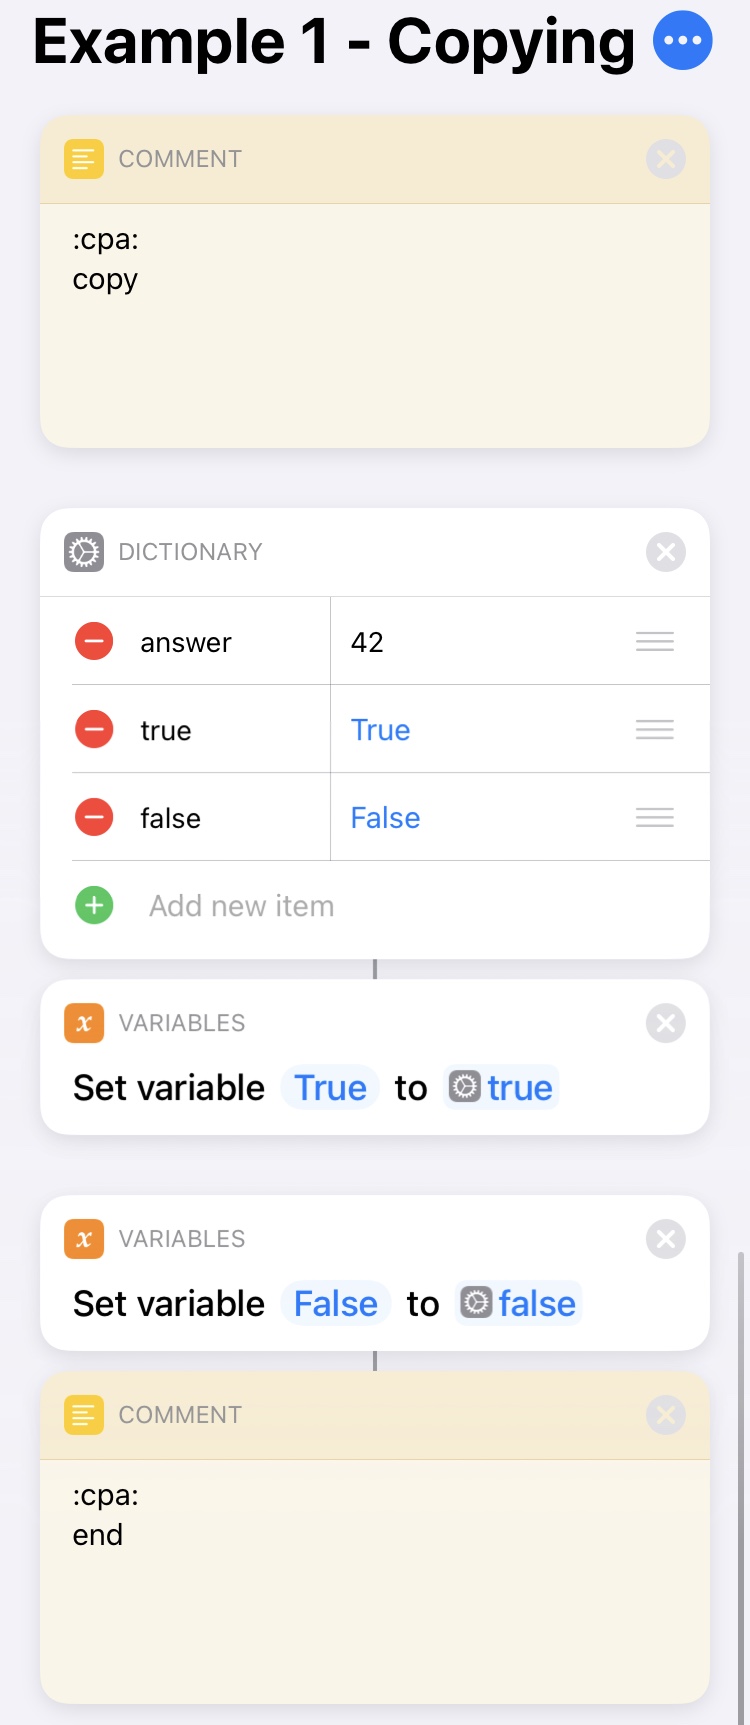 Example 1 - Copying
COMMENT
:cpa:
copy
DICTIONARY
answer 42
true True
false False
Add new item
VARIABLES
Set variable True to true
VARIABLES
Set variable False to false
COMMENT
:cpa:
end